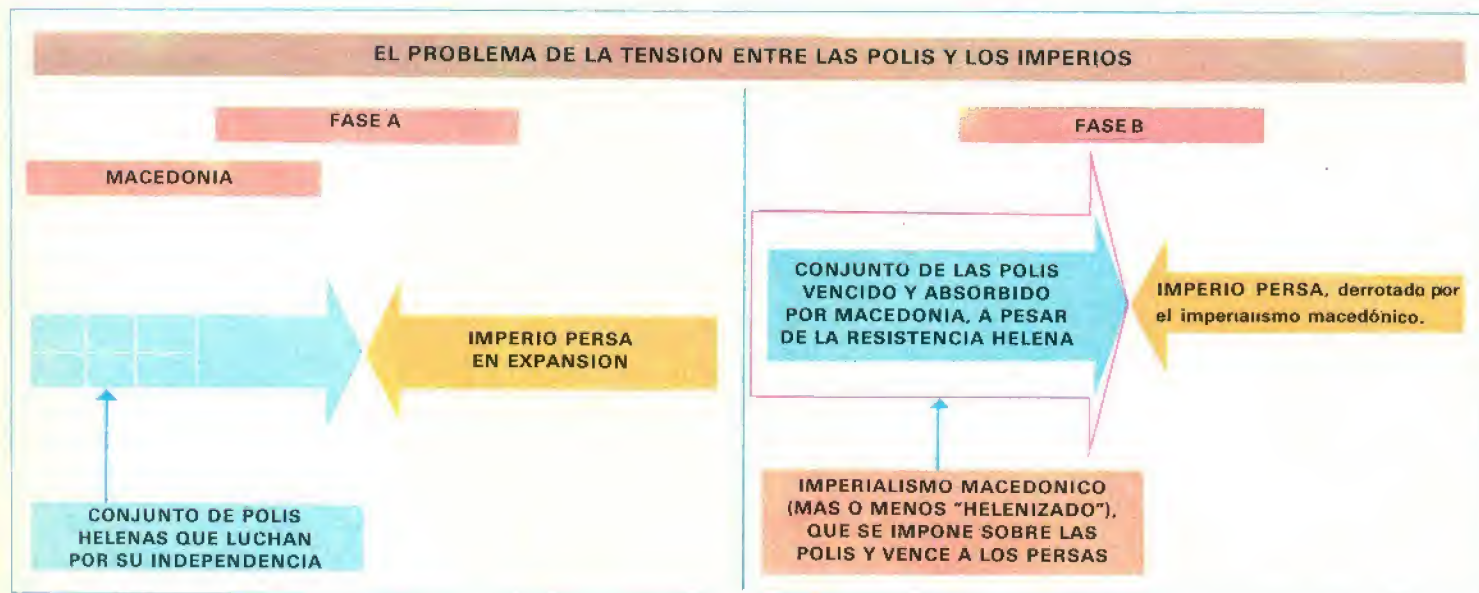 EL PROBLEMA DE LA TENSION ENTRE LAS POLIS Y LOS IMPERIOS
FASE A
MACEDONIA
IMPERIO PERSA
EN EXPANSION
CONJUNTO DE POLIS
HELENAS QUE LUCHAN
POR SU INDEPENDENCIA
FASE B
CONJUNTO DE LAS POLIS
VENCIDO Y ABSORBIDO
POR MACEDONIA, A PESAR
DE LA RESISTENCIA HELENA
IMPERIO PERSA, derrotado por
el imperialismo macedónico.
IMPERIALISMO MACEDONICO
(MAS O MENOS "HELENIZADO"),
QUE SE IMPONE SOBRE LAS
POLIS Y VENCE A LOS PERSAS